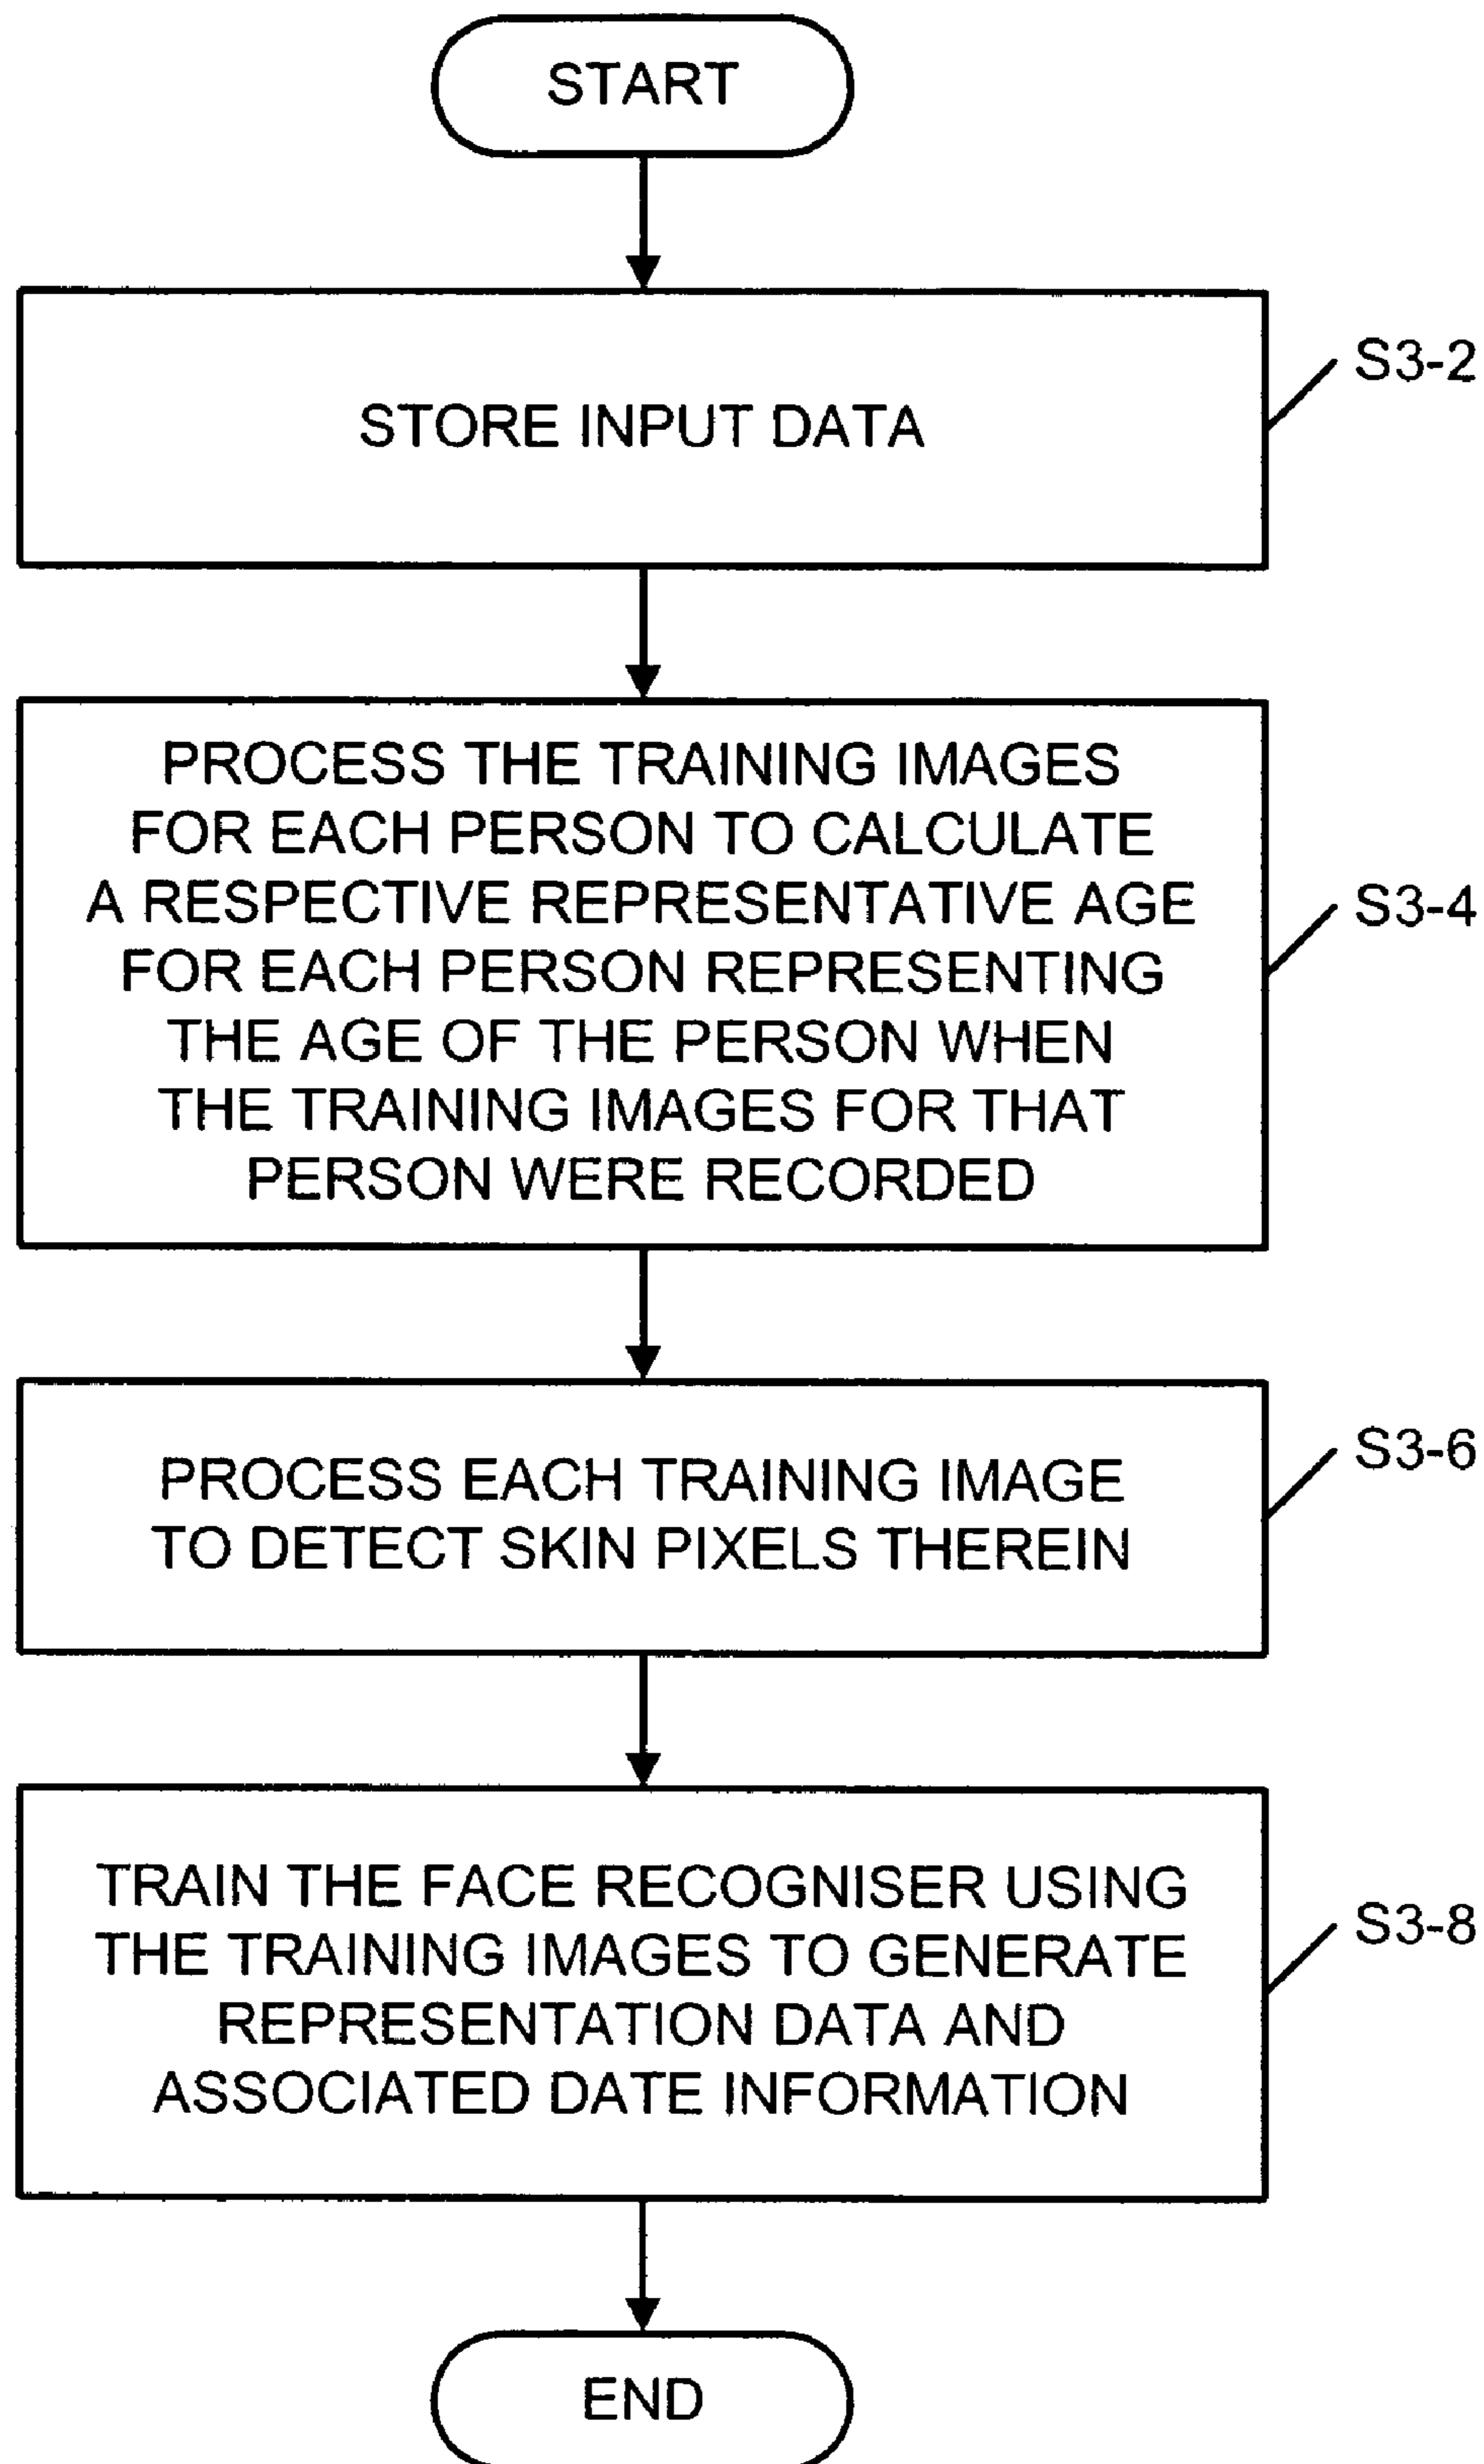 START
STORE INPUT DATA
S3-2
PROCESS THE TRAINING IMAGES
FOR EACH PERSON TO CALCULATE
A RESPECTIVE REPRESENTATIVE AGE
FOR EACH PERSON REPRESENTING
THE AGE OF THE PERSON WHEN
THE TRAINING IMAGES FOR THAT
PERSON WERE RECORDED
S3-4
PROCESS EACH TRAINING IMAGE
TO DETECT SKIN PIXELS THEREIN
S3-6
TRAIN THE FACE RECOGNISER USING
THE TRAINING IMAGES TO GENERATE
REPRESENTATION DATA AND
ASSOCIATED DATE INFORMATION
S3-8
END